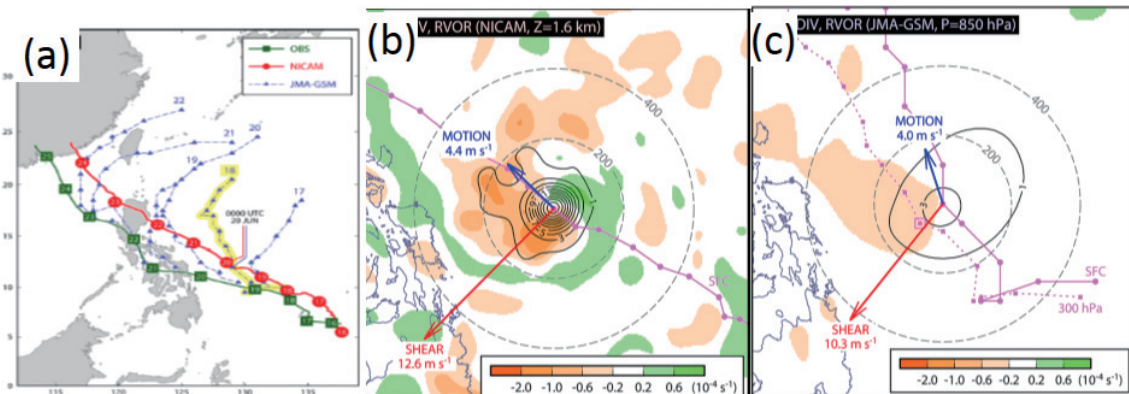 (a)
OBS
NICAM
JMA-GSM
22
21
20
19
18
17
0000 UTC
20 JUN
30
25
20
15
10
5
0
115
120
125
130
135
(b)
V, RVOR (NICAM, Z=1.6 km)
400
200
MOTION
4.4 m s⁻¹
SFC
SHEAR
12.6 m s⁻¹
-2.0 -1.0 -0.6 -0.2 0.2 0.6 (10⁻⁴ s⁻¹)
(c)
DIV, RVOR (JMA-GSM, P=850 hPa)
400
200
MOTION
4.0 m s⁻¹
3
SFC
300 hPa
SHEAR
10.3 m s⁻¹
-2.0 -1.0 -0.6 -0.2 0.2 0.6 (10⁻⁴ s⁻¹)